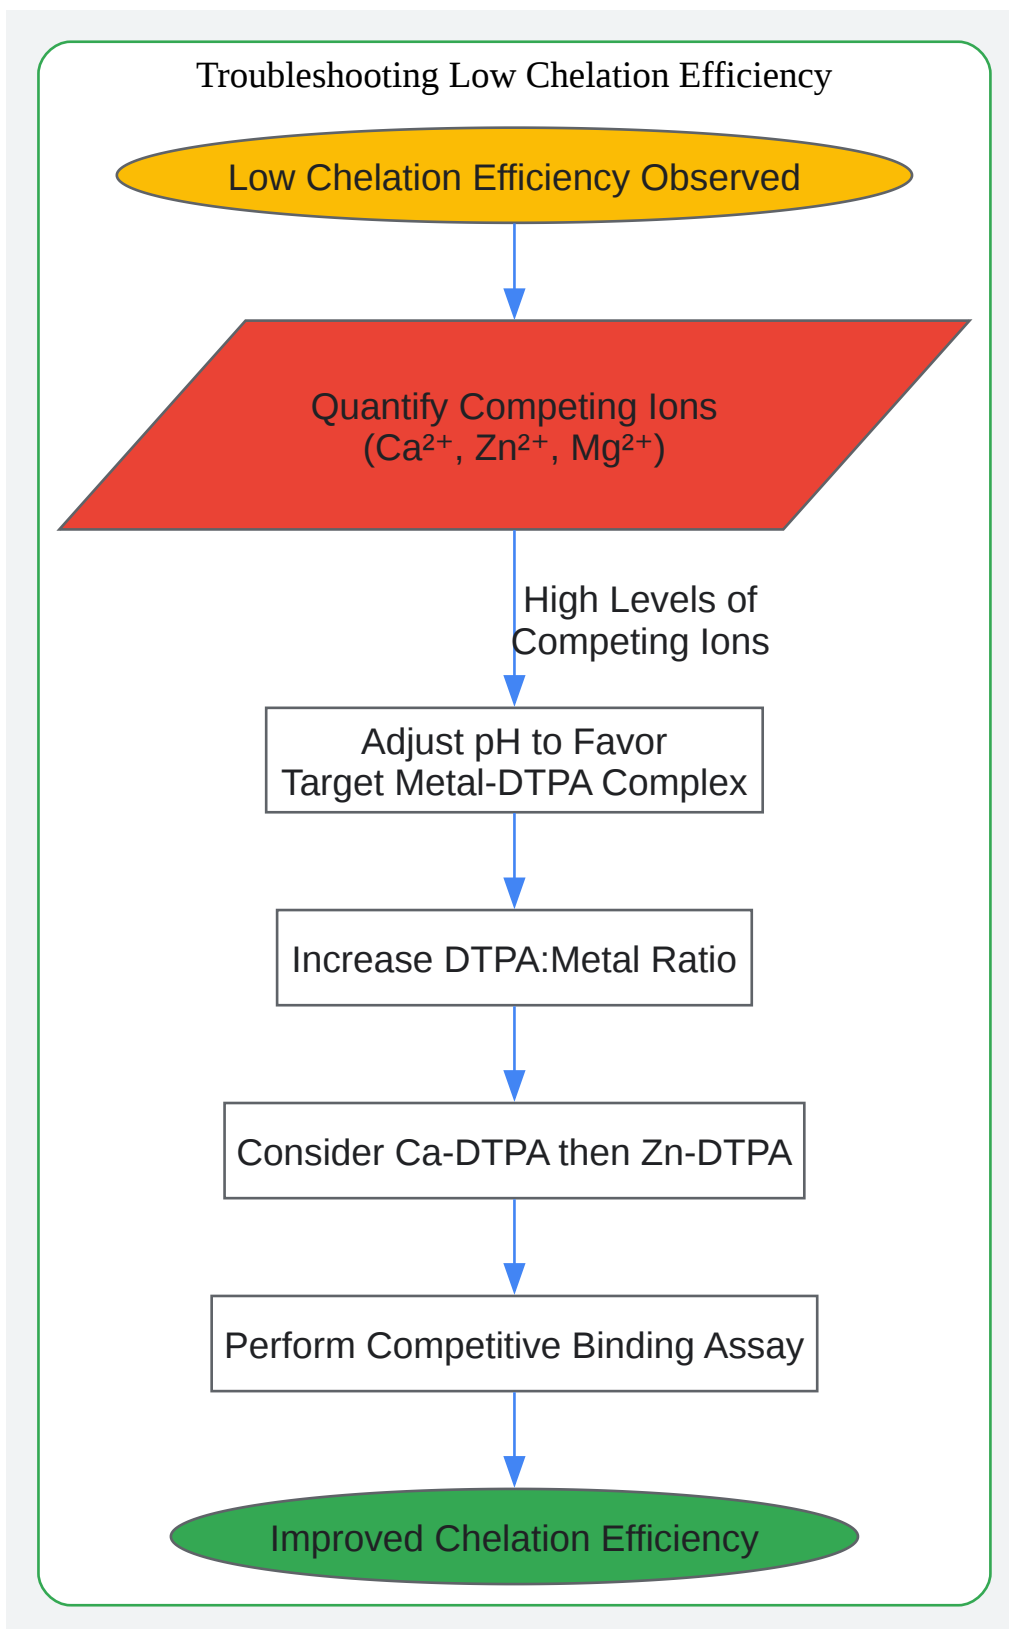 Troubleshooting Low Chelation Efficiency
Low Chelation Efficiency Observed
Quantify Competing Ions
(Ca²⁺, Zn²⁺, Mg²⁺)
High Levels of
Competing Ions
Adjust pH to Favor
Target Metal-DTPA Complex
Increase DTPA:Metal Ratio
Consider Ca-DTPA then Zn-DTPA
Perform Competitive Binding Assay
Improved Chelation Efficiency